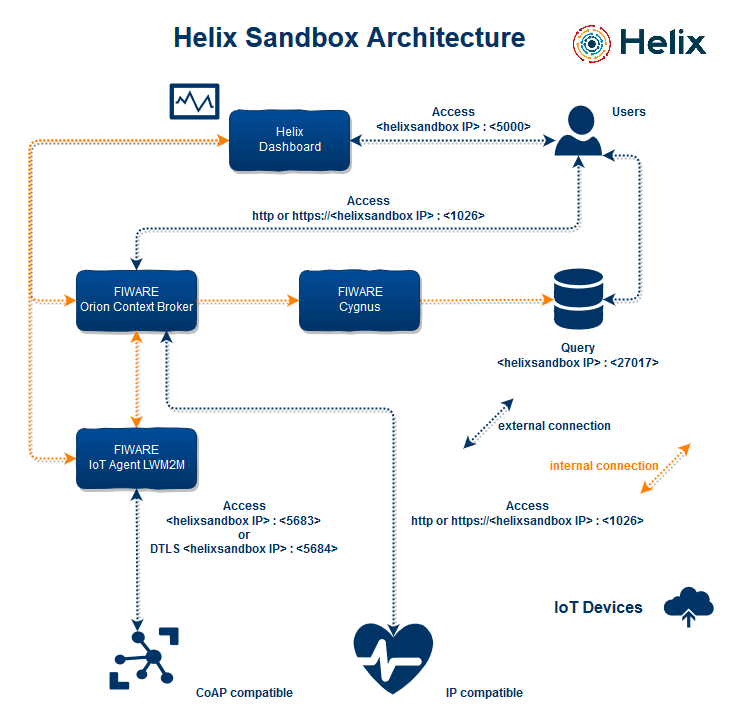 Helix Sandbox Architecture
Helix
Access
<helixsandbox IP> : <5000>
Users
Helix
Dashboard
Access
http or https://<helixsandbox IP> : <1026>
FIWARE
Orion Context Broker
FIWARE
Cygnus
Query
<helixsandbox IP> : <27017>
external connection
FIWARE
IoT Agent LWM2M
internal connection
Access
<helixsandbox IP> : <5683>
or
DTLS <helixsandbox IP> : <5684>
Access
http or https://<helixsandbox IP> : <1026>
IoT Devices
CoAP compatible
IP compatible